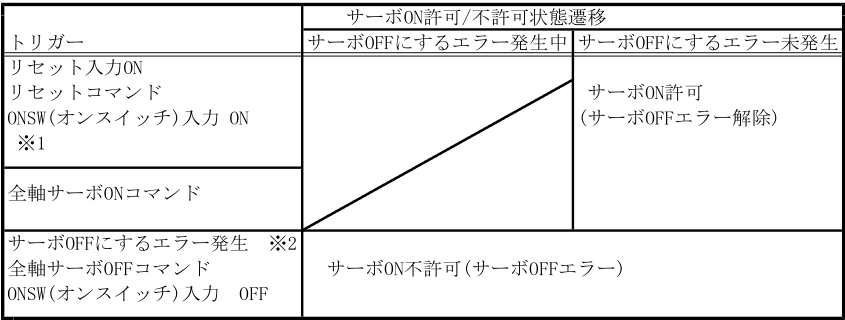 サーボON許可/不許可状態遷移
トリガー
サーボOFFにするエラー発生中
サーボOFFにするエラー未発生
リセット入力ON
リセットコマンド
ONSW(オンスイッチ)入力 ON
※1
サーボON許可
(サーボOFFエラー解除)
全軸サーボONコマンド
サーボOFFにするエラー発生 ※2
全軸サーボOFFコマンド
ONSW(オンスイッチ)入力 OFF
サーボON不許可(サーボOFFエラー)